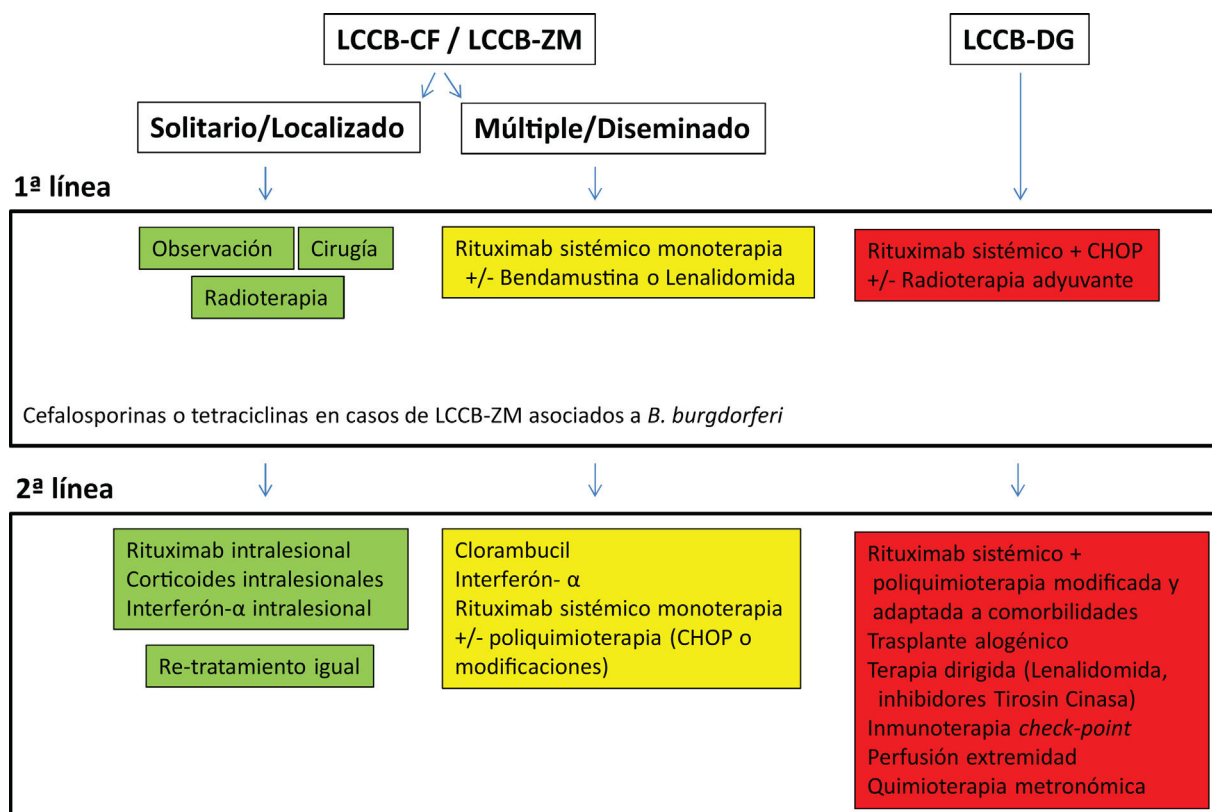 LCCB-CF / LCCB-ZM
LCCB-DG
Solitario/Localizado
Múltiple/Diseminado
1ª línea
Observación
Cirugía
Radioterapia
Rituximab sistémico monoterapia
+/- Bendamustina o Lenalidomida
Rituximab sistémico + CHOP
+/- Radioterapia adyuvante
Cefalosporinas o tetraciclinas en casos de LCCB-ZM asociados a B. burgdorferi
2ª línea
Rituximab intralesional
Corticoides intralesionales
Interferón-α intralesional
Re-tratamiento igual
Clorambucil
Interferón- α
Rituximab sistémico monoterapia
+/- poliquimioterapia (CHOP o
modificaciones)
Rituximab sistémico +
poliquimioterapia modificada y
adaptada a comorbilidades
Trasplante alogénico
Terapia dirigida (Lenalidomida,
inhibidores Tirosin Cinasa)
Inmunoterapia check-point
Perfusión extremidad
Quimioterapia metronómica